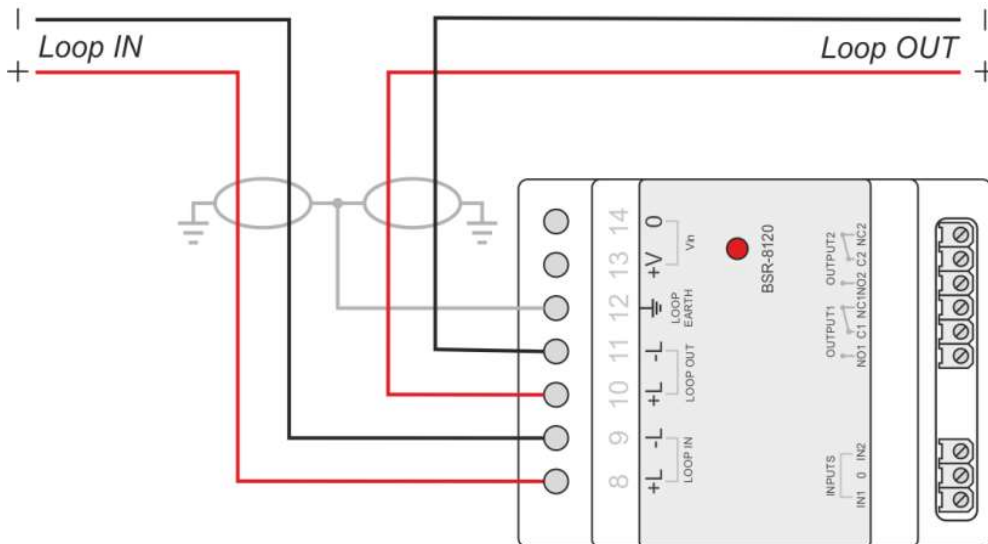 Loop IN
Loop OUT
+
+
14
0
Vin
13
+V
12
LOOP EARTH
11
-L
LOOP OUT
10
+L
9
-L
LOOP IN
8
+L
BSR-8120
OUTPUT2
NC2
C2
NO2
OUTPUT1
NC1
C1
NO1
INPUTS
IN2
0
IN1